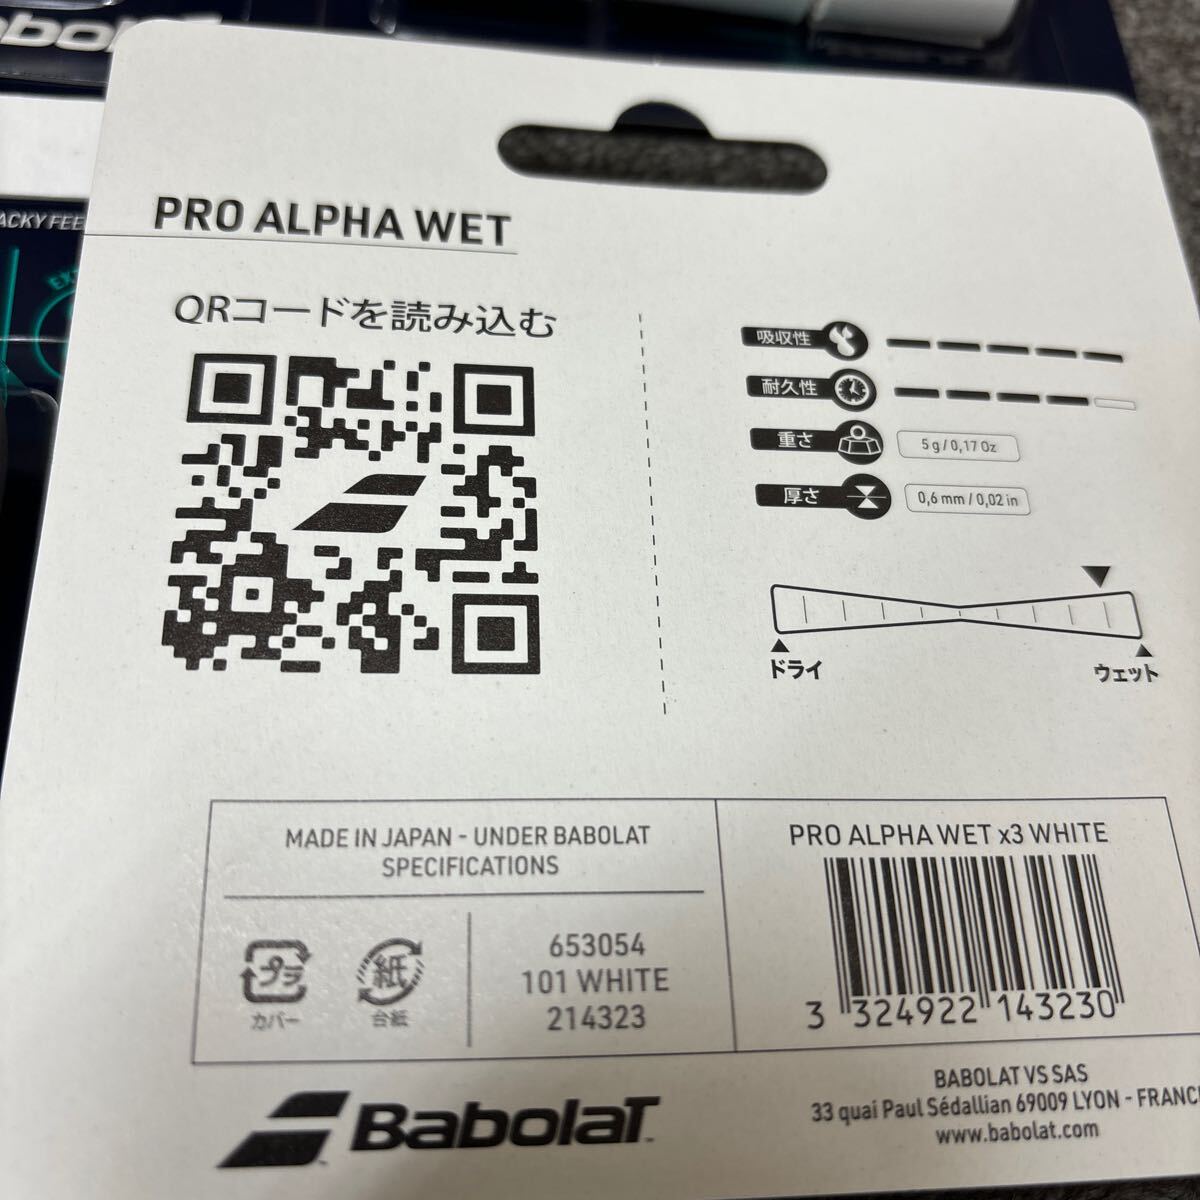 ACKY FEE
PRO ALPHA WET
QRコードを読み込む
吸収性
耐久性
重さ
5 g / 0,17 Oz
厚さ
0,6 mm / 0,02 in
ドライ
ウェット
MADE IN JAPAN - UNDER BABOLAT
SPECIFICATIONS
プラ
カバー
紙
台紙
653054
101 WHITE
214323
PRO ALPHA WET x3 WHITE
3 324922 143230
Babolat
BABOLAT VS SAS
33 quai Paul Sédallian 69009 LYON - FRANC
www.babolat.com